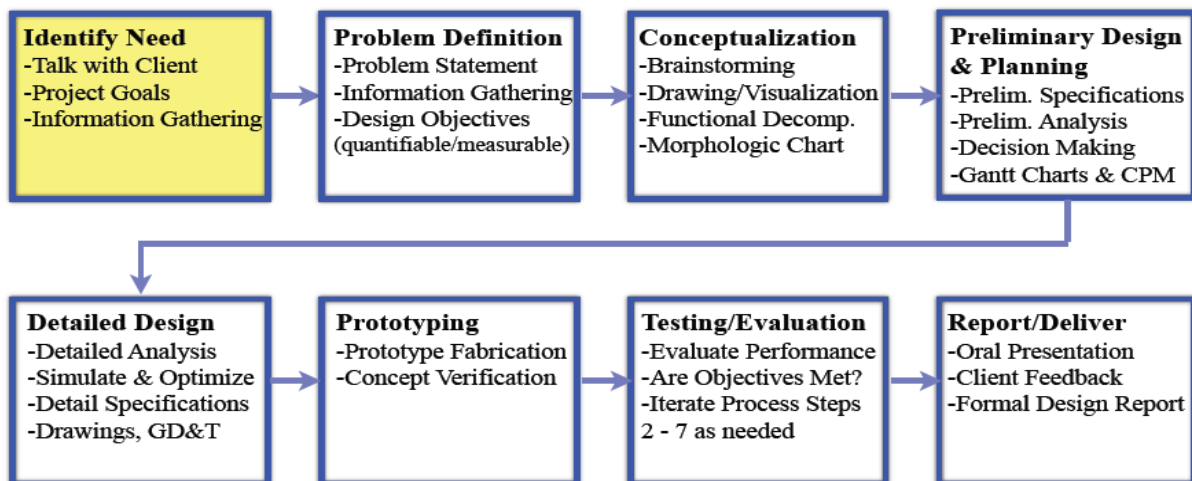 Identify Need
-Talk with Client
-Project Goals
-Information Gathering
Problem Definition
-Problem Statement
-Information Gathering
-Design Objectives
(quantifiable/measurable)
Conceptualization
-Brainstorming
-Drawing/Visualization
-Functional Decomp.
-Morphologic Chart
Preliminary Design
& Planning
-Prelim. Specifications
-Prelim. Analysis
-Decision Making
-Gantt Charts & CPM
Detailed Design
-Detailed Analysis
-Simulate & Optimize
-Detail Specifications
-Drawings, GD&T
Prototyping
-Prototype Fabrication
-Concept Verification
Testing/Evaluation
-Evaluate Performance
-Are Objectives Met?
-Iterate Process Steps
2 - 7 as needed
Report/Deliver
-Oral Presentation
-Client Feedback
-Formal Design Report